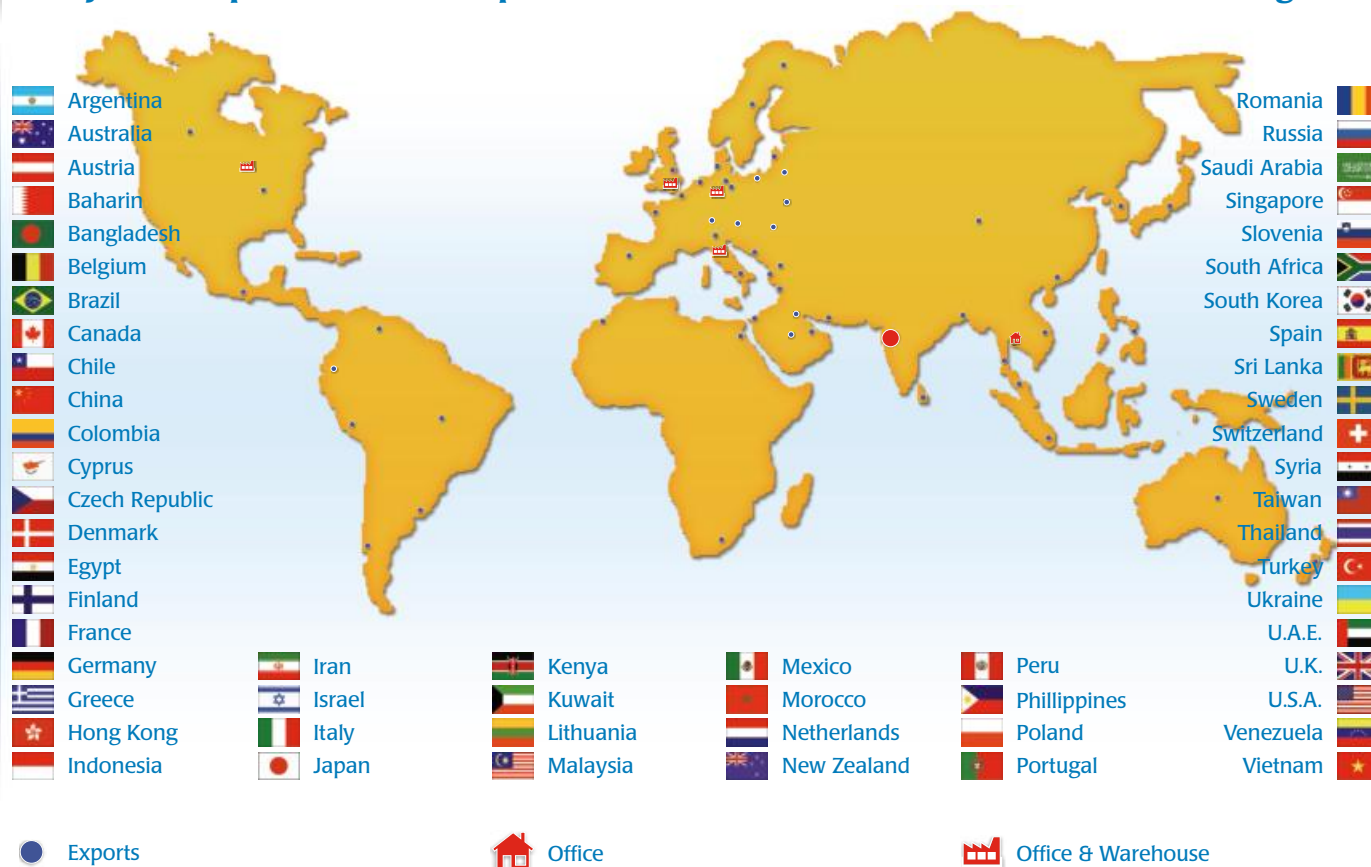 Argentina
Australia
Austria
Baharin
Bangladesh
Belgium
Brazil
Canada
Chile
China
Colombia
Cyprus
Czech Republic
Denmark
Egypt
Finland
France
Germany
Greece
Hong Kong
Indonesia
Iran
Israel
Italy
Japan
Kenya
Kuwait
Lithuania
Malaysia
Mexico
Morocco
Netherlands
New Zealand
Peru
Phillippines
Poland
Portugal
Romania
Russia
Saudi Arabia
Singapore
Slovenia
South Africa
South Korea
Spain
Sri Lanka
Sweden
Switzerland
Syria
Taiwan
Thailand
Turkey
Ukraine
U.A.E.
U.K.
U.S.A.
Venezuela
Vietnam
Exports
Office
Office & Warehouse